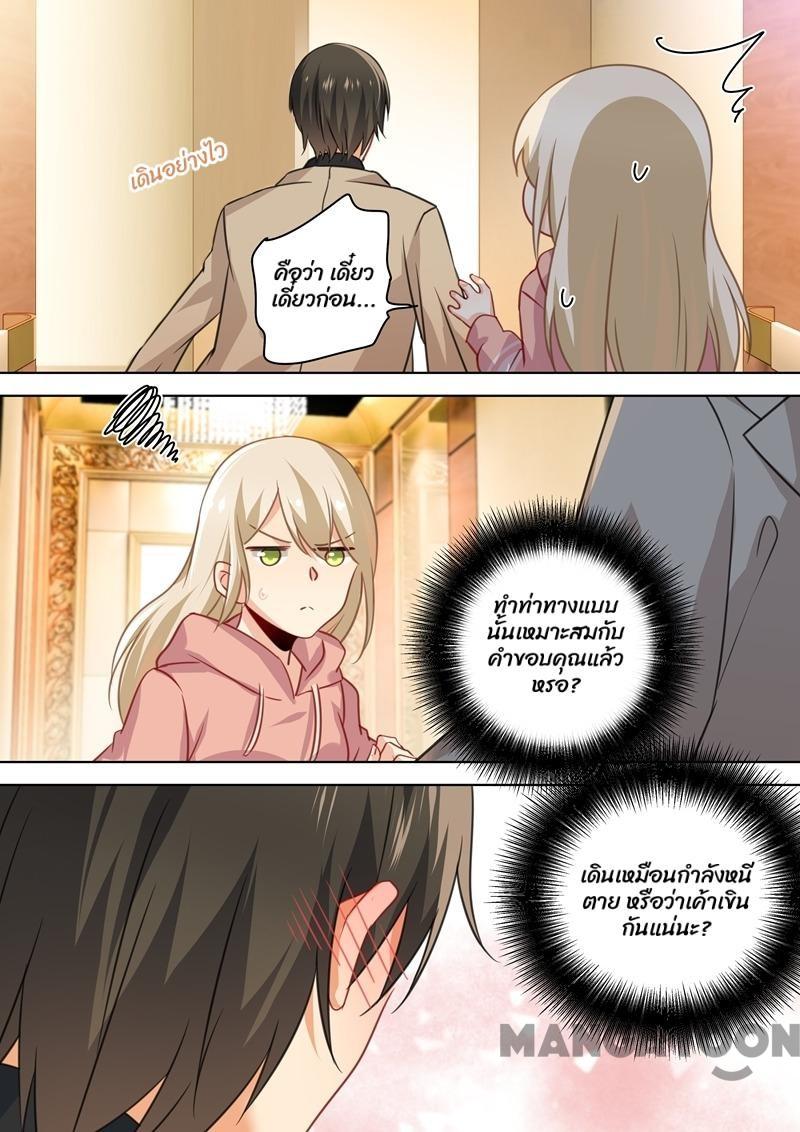 เดินอย่างไว
คือว่า เดี๋ยว
เดี๋ยวก่อน...
ทำท่าทางแบบ
นั้นเหมาะสมกับ
คำขอบคุณแล้ว
หรอ?
เดินเหมือนกำลังหนี
ตาย หรือว่าเค้าเขิน
กันแน่นะ?